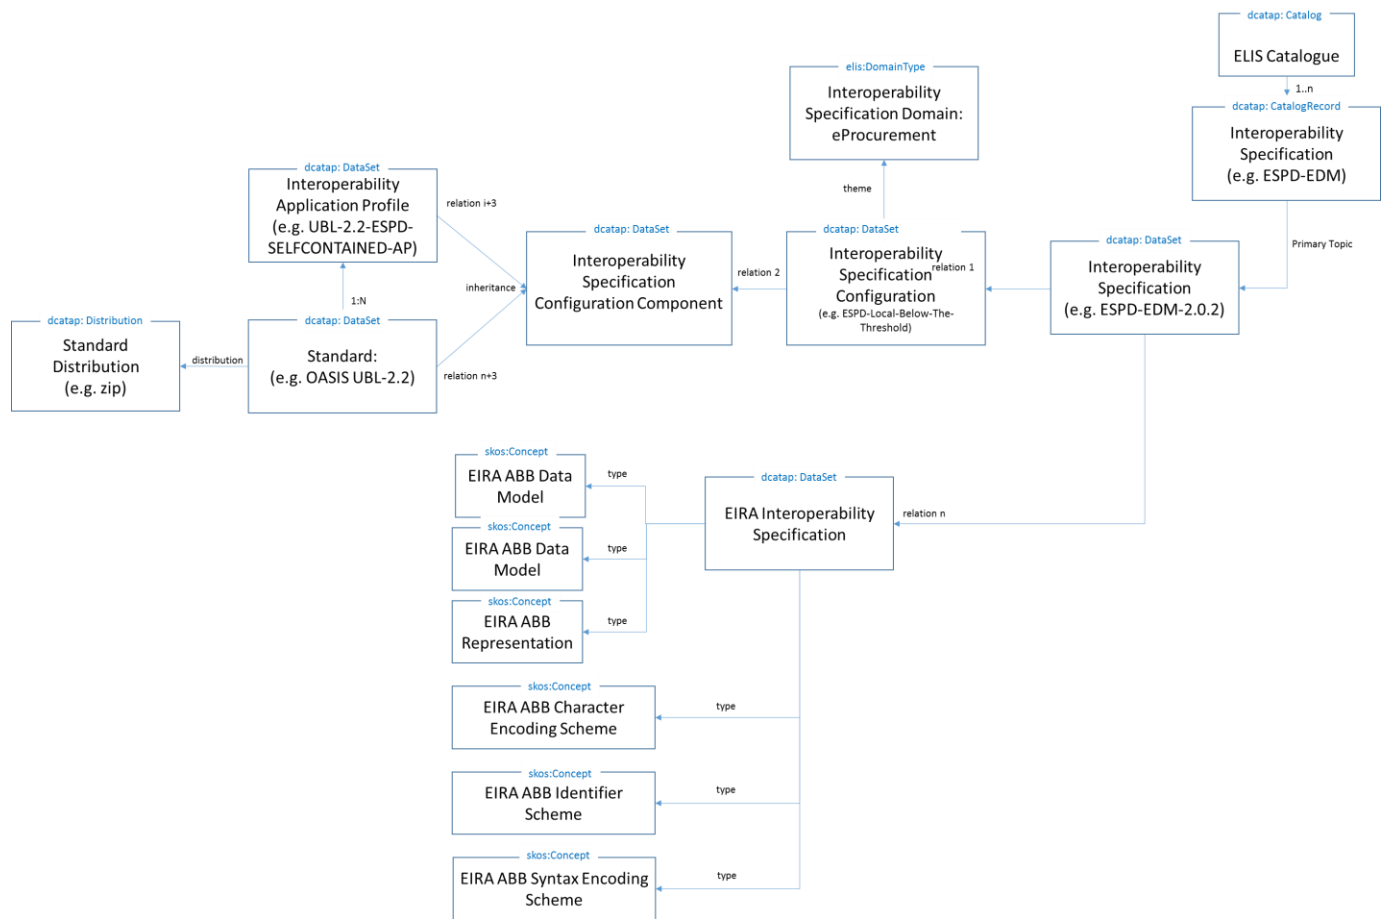 dcatap: Catalog
ELIS Catalogue
1..n
dcatap: CatalogRecord
Interoperability
Specification
(e.g. ESPD-EDM)
Primary Topic
elis:DomainType
Interoperability
Specification Domain:
eProcurement
theme
dcatap: DataSet
Interoperability
Application Profile
(e.g. UBL-2.2-ESPD-
SELFCONTAINED-AP)
relation i+3
dcatap: DataSet
Interoperability
Specification
Configuration Component
relation 2
dcatap: DataSet
Interoperability
Specification
Configuration
(e.g. ESPD-Local-Below-The-
Threshold)
relation 1
dcatap: DataSet
Interoperability
Specification
(e.g. ESPD-EDM-2.0.2)
inheritance
1:N
dcatap: Distribution
Standard
Distribution
(e.g. zip)
distribution
dcatap: DataSet
Standard:
(e.g. OASIS UBL-2.2)
relation n+3
skos:Concept
EIRA ABB Data
Model
type
skos:Concept
EIRA ABB Data
Model
type
skos:Concept
EIRA ABB
Representation
type
dcatap: DataSet
EIRA Interoperability
Specification
relation n
skos:Concept
EIRA ABB Character
Encoding Scheme
type
skos:Concept
EIRA ABB Identifier
Scheme
type
skos:Concept
EIRA ABB Syntax Encoding
Scheme
type